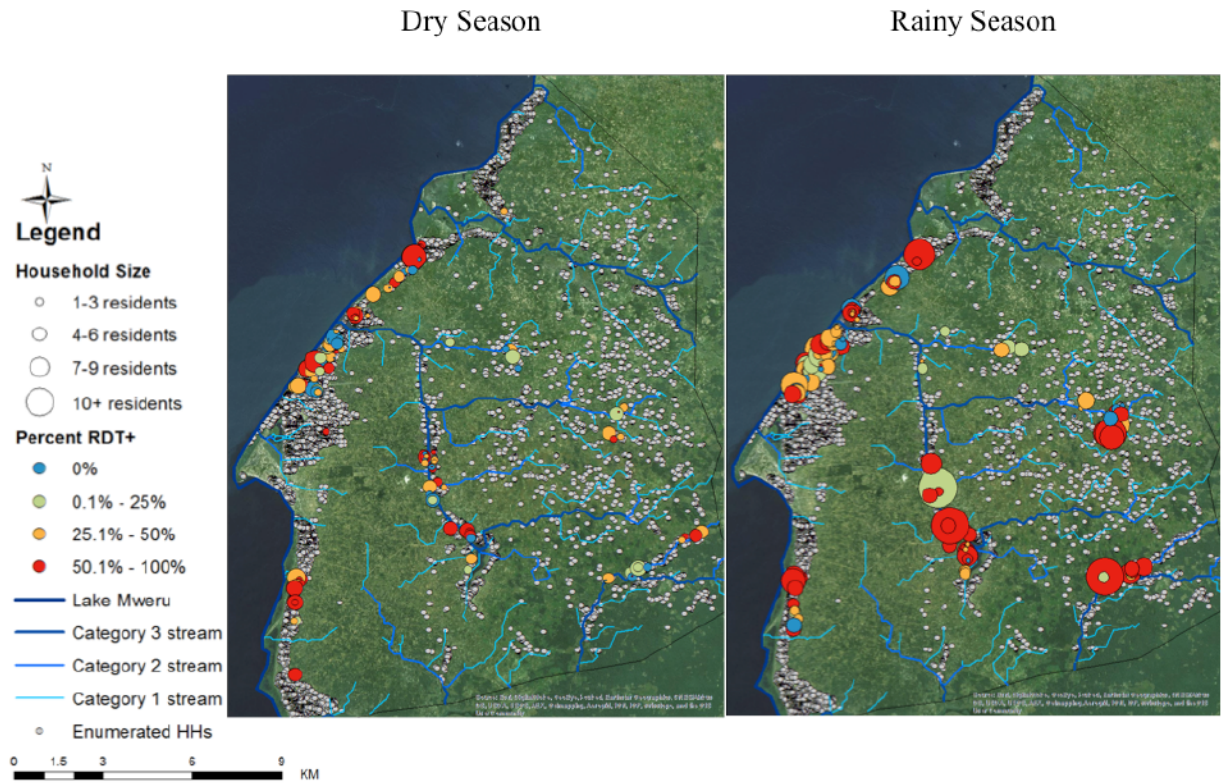 Dry Season
Rainy Season
N
Legend
Household Size
1-3 residents
4-6 residents
7-9 residents
10+ residents
Percent RDT+
0%
0.1% - 25%
25.1% - 50%
50.1% - 100%
Lake Mweru
Category 3 stream
Category 2 stream
Category 1 stream
Enumerated HHs
0 1.5 3 6 9
KM